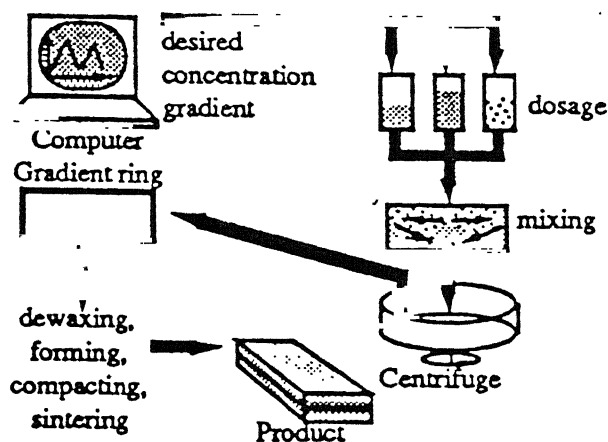 desired
concentration
gradient
Computer
dosage
mixing
Gradient ring
Centrifuge
dewaxing,
forming,
compacting,
sintering
Product